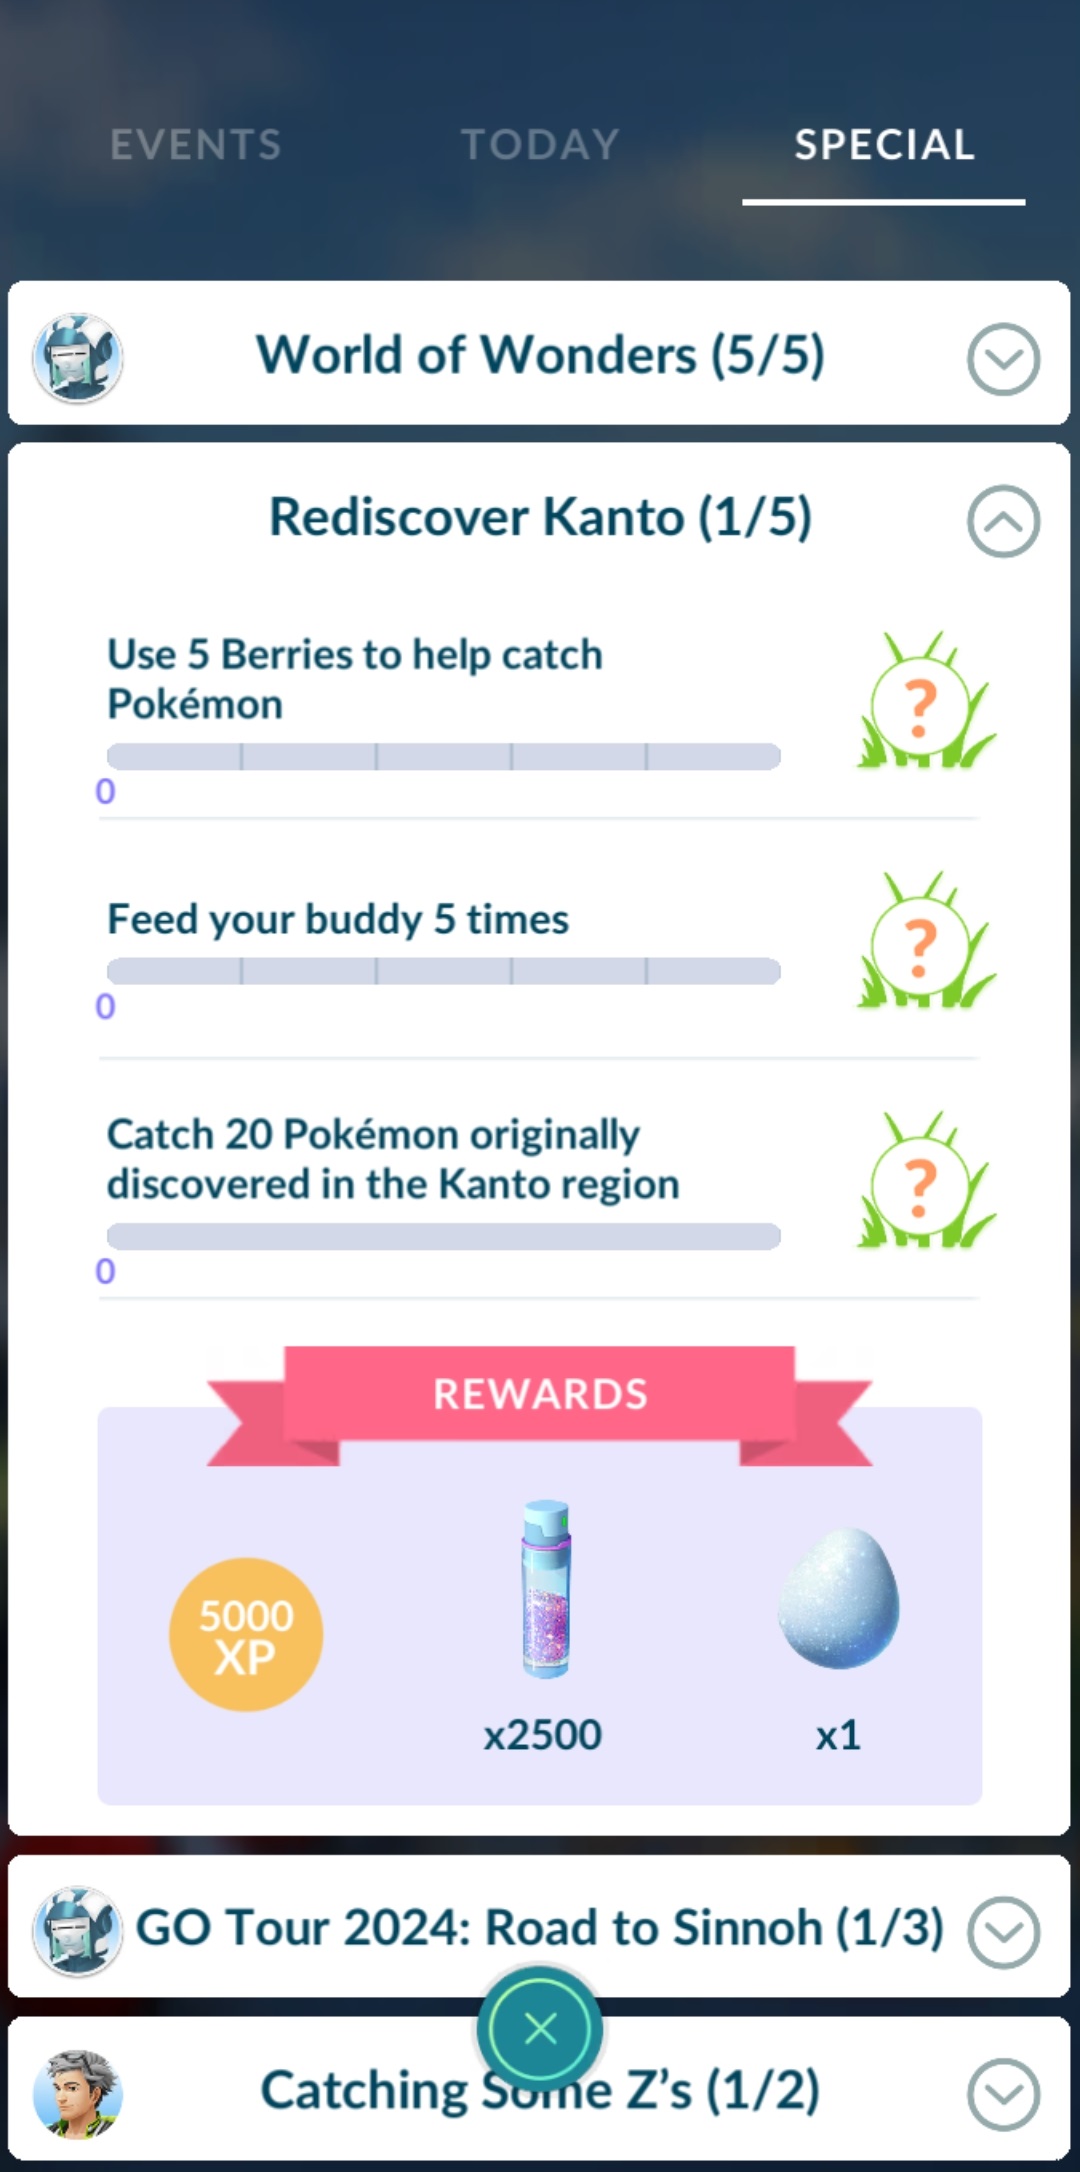 EVENTS
TODAY
SPECIAL
World of Wonders (5/5)
Rediscover Kanto (1/5)
Use 5 Berries to help catch
Pokémon
?
0
Feed your buddy 5 times
?
0
Catch 20 Pokémon originally
discovered in the Kanto region
?
0
REWARDS
5000
XP
x2500
x1
GO Tour 2024: Road to Sinnoh (1/3)
Catching Some Z’s (1/2)